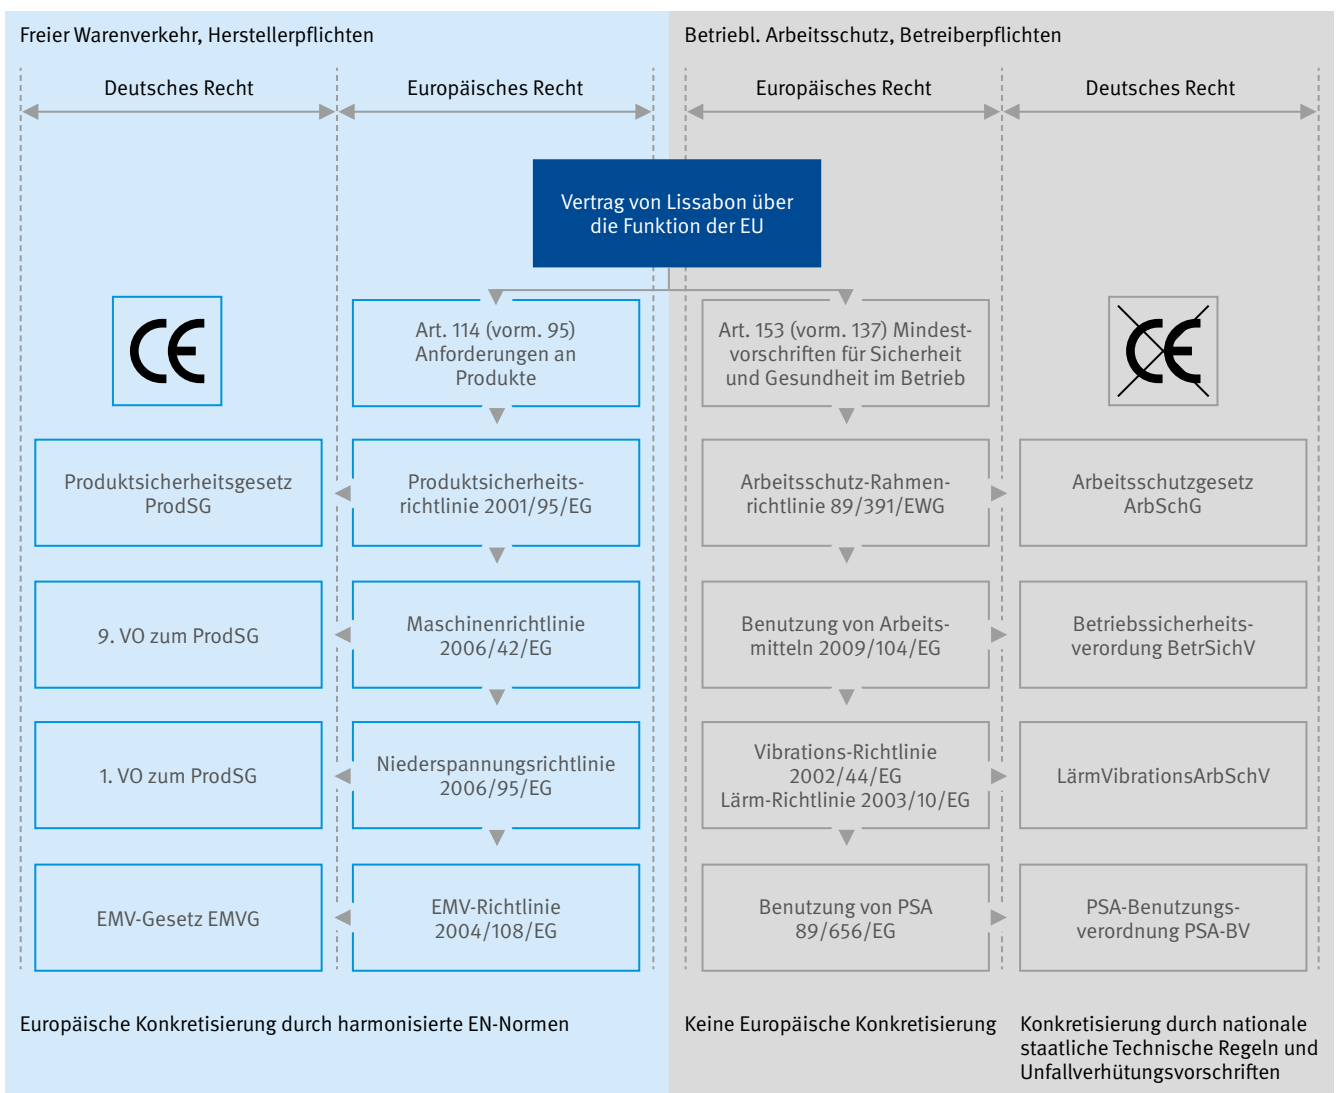 Freier Warenverkehr, Herstellerpflichten
Betriebl. Arbeitsschutz, Betreiberpflichten
Deutsches Recht
Europäisches Recht
Europäisches Recht
Deutsches Recht
Vertrag von Lissabon über
die Funktion der EU
CE
Art. 114 (vorm. 95)
Anforderungen an
Produkte
Art. 153 (vorm. 137) Mindest-
vorschriften für Sicherheit
und Gesundheit im Betrieb
CE
Produktsicherheitsgesetz
ProdSG
Produktsicherheits-
richtlinie 2001/95/EG
Arbeitsschutz-Rahmen-
richtlinie 89/391/EWG
Arbeitsschutzgesetz
ArbSchG
9. VO zum ProdSG
Maschinenrichtlinie
2006/42/EG
Benutzung von Arbeits-
mitteln 2009/104/EG
Betriebssicherheits-
verordung BetrSichV
1. VO zum ProdSG
Niederspannungsrichtlinie
2006/95/EG
Vibrations-Richtlinie
2002/44/EG
Lärm-Richtlinie 2003/10/EG
LärmVibrationsArbSchV
EMV-Gesetz EMVG
EMV-Richtlinie
2004/108/EG
Benutzung von PSA
89/656/EG
PSA-Benutzungs-
verordnung PSA-BV
Europäische Konkretisierung durch harmonisierte EN-Normen
Keine Europäische Konkretisierung
Konkretisierung durch nationale
staatliche Technische Regeln und
Unfallverhütungsvorschriften